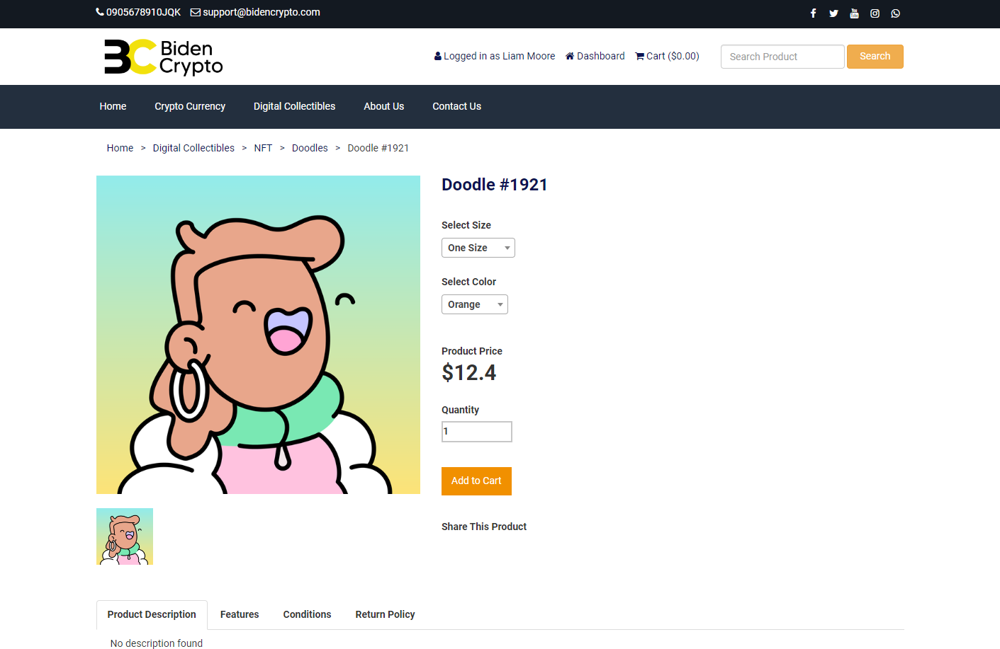 0905678910JQK support@bidencrypto.com
BC Biden Crypto
Logged in as Liam Moore Dashboard Cart ($0.00) Search Product Search
Home Crypto Currency Digital Collectibles About Us Contact Us
Home > Digital Collectibles > NFT > Doodles > Doodle #1921
Doodle #1921
Select Size
One Size
Select Color
Orange
Product Price
$12.4
Quantity
1
Add to Cart
Share This Product
Product Description Features Conditions Return Policy
No description found